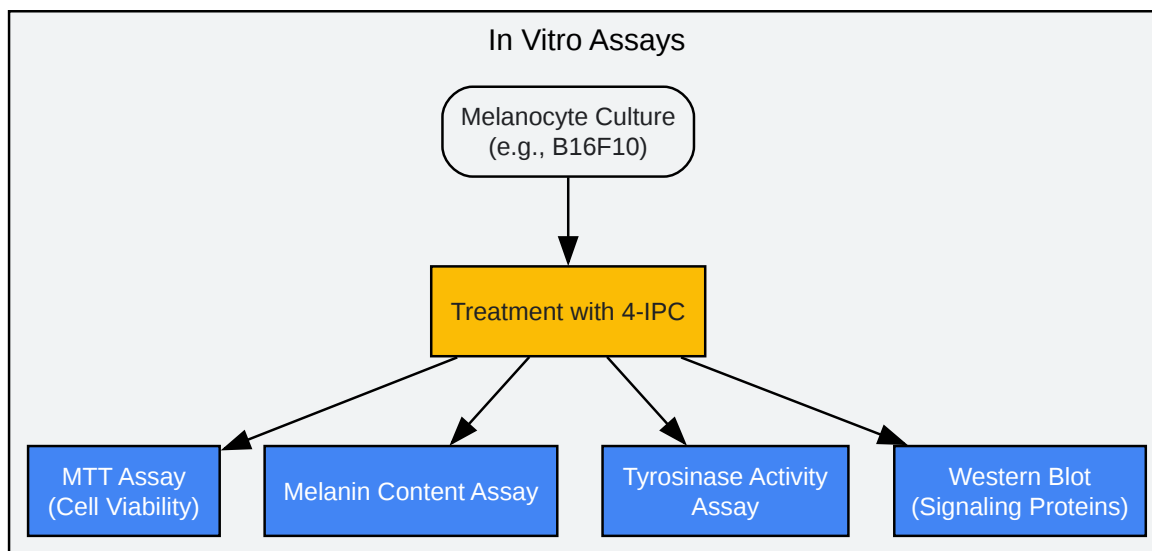 In Vitro Assays
Melanocyte Culture
(e.g., B16F10)
Treatment with 4-IPC
MTT Assay
(Cell Viability)
Melanin Content Assay
Tyrosinase Activity
Assay
Western Blot
(Signaling Proteins)